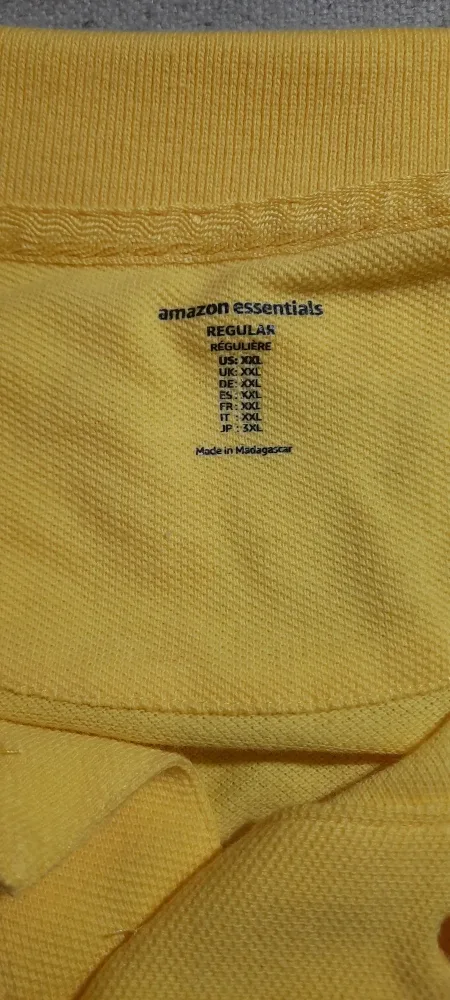 amazon essentials
REGULAR
RÉGULIÈRE
US: XXL
UK: XXL
DE: XXL
ES : XXL
FR : XXL
IT : XXL
JP : 3XL
Made in Madagascar